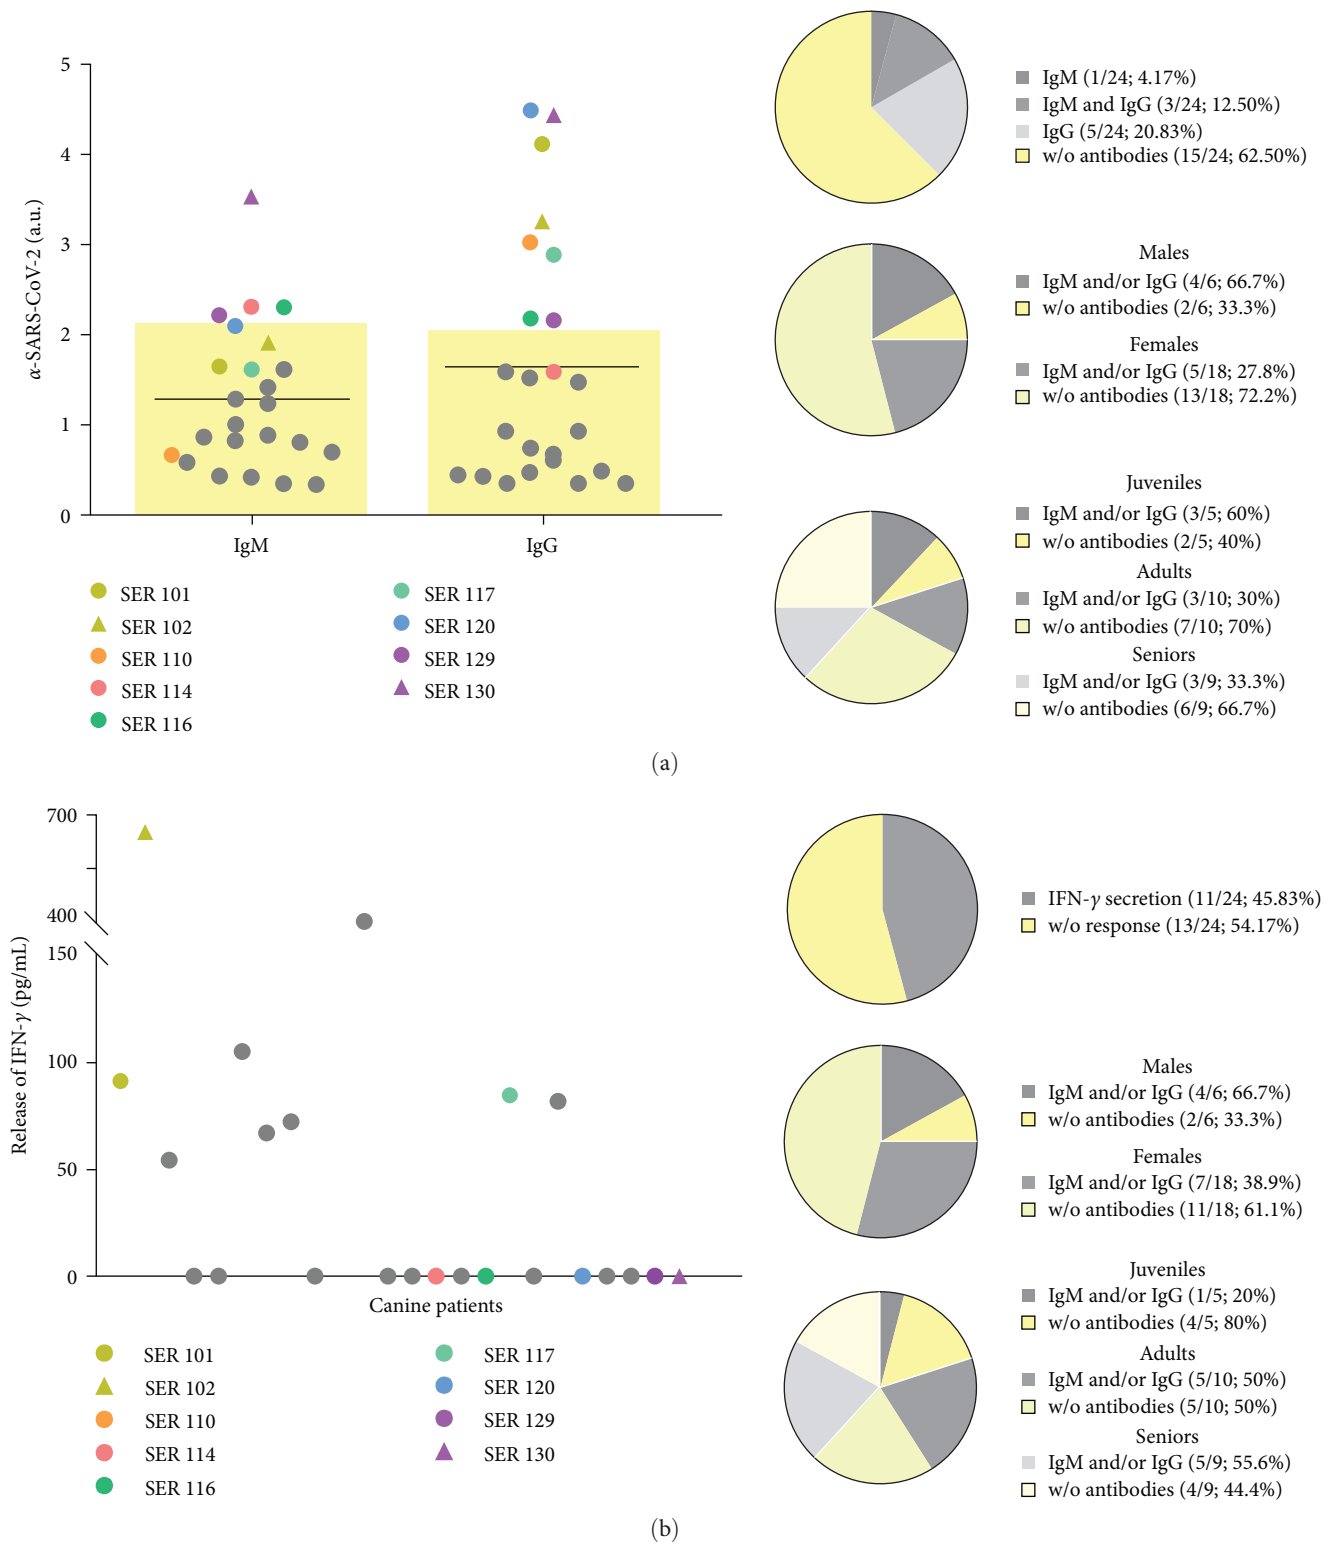 5
4
3
2
1
0
α-SARS-CoV-2 (a.u.)
IgM
IgG
SER 101
SER 102
SER 110
SER 114
SER 116
SER 117
SER 120
SER 129
SER 130
IgM (1/24; 4.17%)
IgM and IgG (3/24; 12.50%)
IgG (5/24; 20.83%)
w/o antibodies (15/24; 62.50%)
Males
IgM and/or IgG (4/6; 66.7%)
w/o antibodies (2/6; 33.3%)
Females
IgM and/or IgG (5/18; 27.8%)
w/o antibodies (13/18; 72.2%)
Juveniles
IgM and/or IgG (3/5; 60%)
w/o antibodies (2/5; 40%)
Adults
IgM and/or IgG (3/10; 30%)
w/o antibodies (7/10; 70%)
Seniors
IgM and/or IgG (3/9; 33.3%)
w/o antibodies (6/9; 66.7%)
(a)
700
400
150
100
50
0
Release of IFN-γ (pg/mL)
Canine patients
SER 101
SER 102
SER 110
SER 114
SER 116
SER 117
SER 120
SER 129
SER 130
IFN-γ secretion (11/24; 45.83%)
w/o response (13/24; 54.17%)
Males
IgM and/or IgG (4/6; 66.7%)
w/o antibodies (2/6; 33.3%)
Females
IgM and/or IgG (7/18; 38.9%)
w/o antibodies (11/18; 61.1%)
Juveniles
IgM and/or IgG (1/5; 20%)
w/o antibodies (4/5; 80%)
Adults
IgM and/or IgG (5/10; 50%)
w/o antibodies (5/10; 50%)
Seniors
IgM and/or IgG (5/9; 55.6%)
w/o antibodies (4/9; 44.4%)
(b)